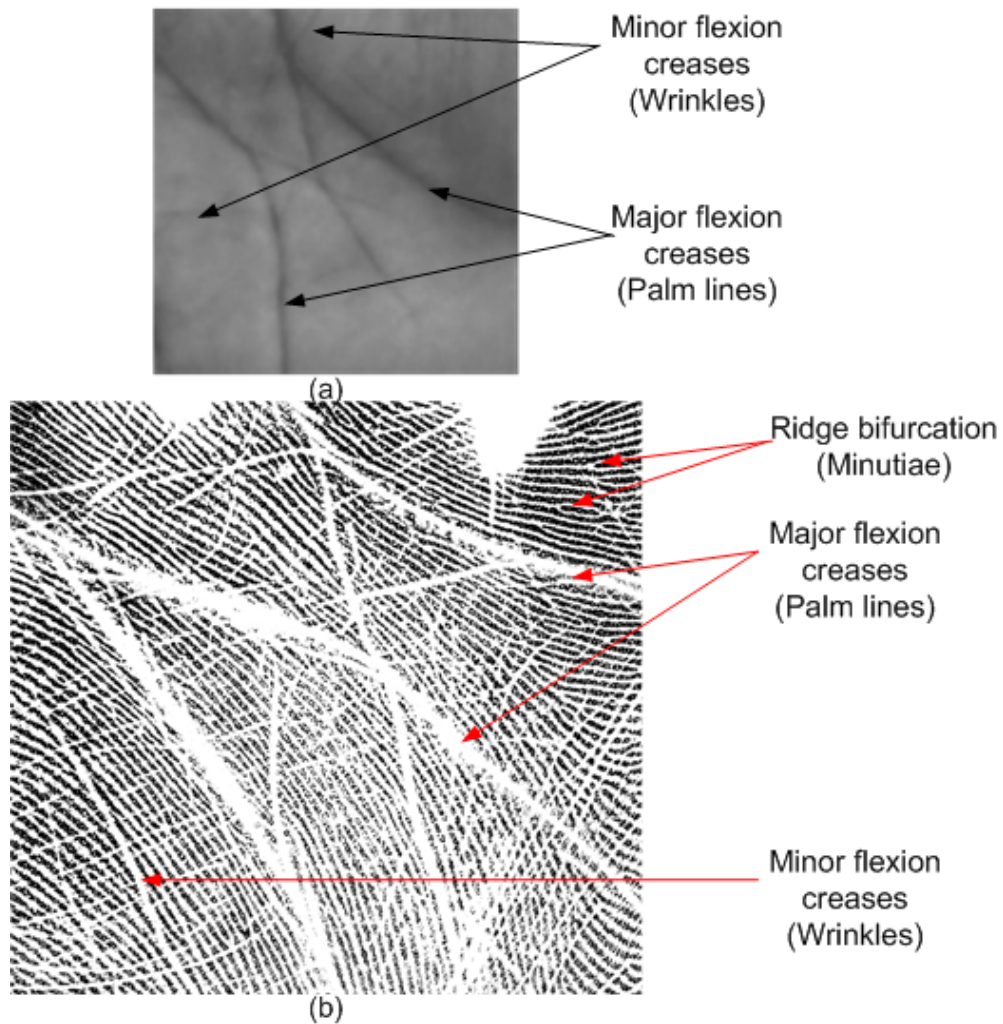 Minor flexion
creases
(Wrinkles)
Major flexion
creases
(Palm lines)
(a)
Ridge bifurcation
(Minutiae)
Major flexion
creases
(Palm lines)
Minor flexion
creases
(Wrinkles)
(b)